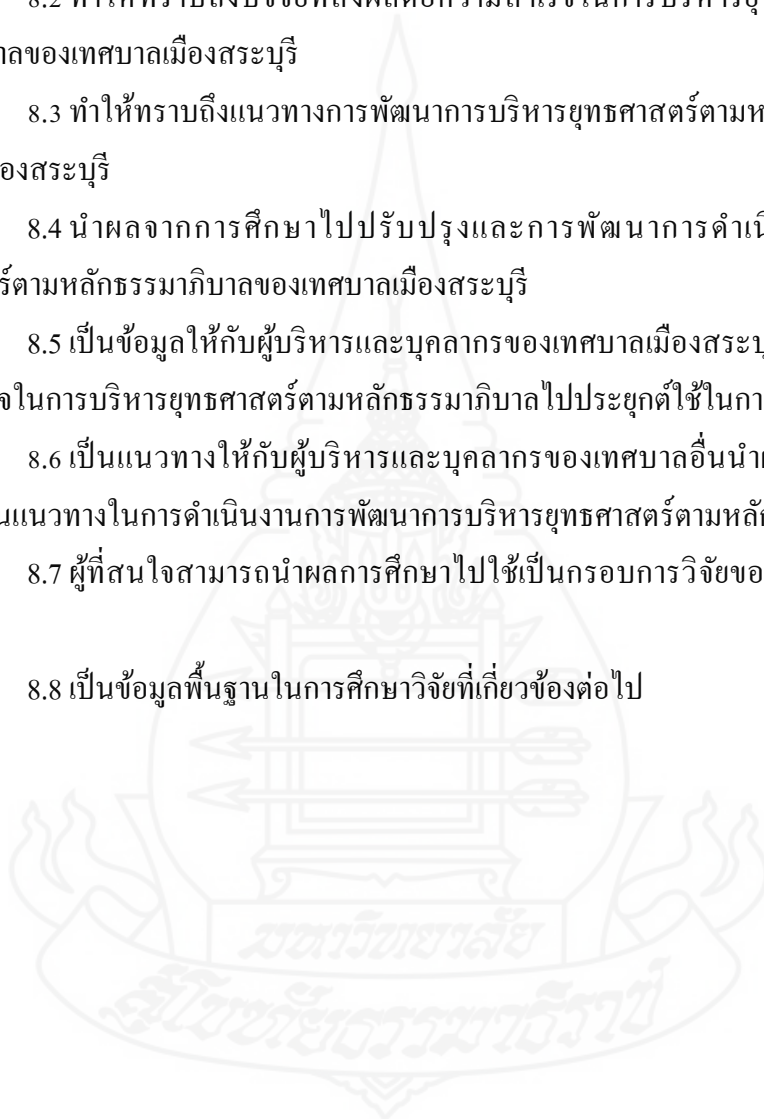 8.2 ทำให้ทราบถึงปัจจัยที่ส่งผลต่อความสำเร็จในการบริหารยุ
าลของเทศบาลเมืองสระบุรี
8.3 ทำให้ทราบถึงแนวทางการพัฒนาการบริหารยุทธศาสตร์ตามห
องสระบุรี
8.4 นำผลจากการศึกษาไปปรับปรุงและการพัฒนาการดำเนิ
ร์ตามหลักธรรมาภิบาลของเทศบาลเมืองสระบุรี
8.5 เป็นข้อมูลให้กับผู้บริหารและบุคลากรของเทศบาลเมืองสระบุ
จในการบริหารยุทธศาสตร์ตามหลักธรรมาภิบาลไปประยุกต์ใช้ในกา
8.6 เป็นแนวทางให้กับผู้บริหารและบุคลากรของเทศบาลอื่นนำ
นแนวทางในการดำเนินงานการพัฒนาการบริหารยุทธศาสตร์ตามหลัก
8.7 ผู้ที่สนใจสามารถนำผลการศึกษาไปใช้เป็นกรอบการวิจัยขอ
8.8 เป็นข้อมูลพื้นฐานในการศึกษาวิจัยที่เกี่ยวข้องต่อไป
มหาวิทยาลัย
สุโขทัยธรรมาธิราช